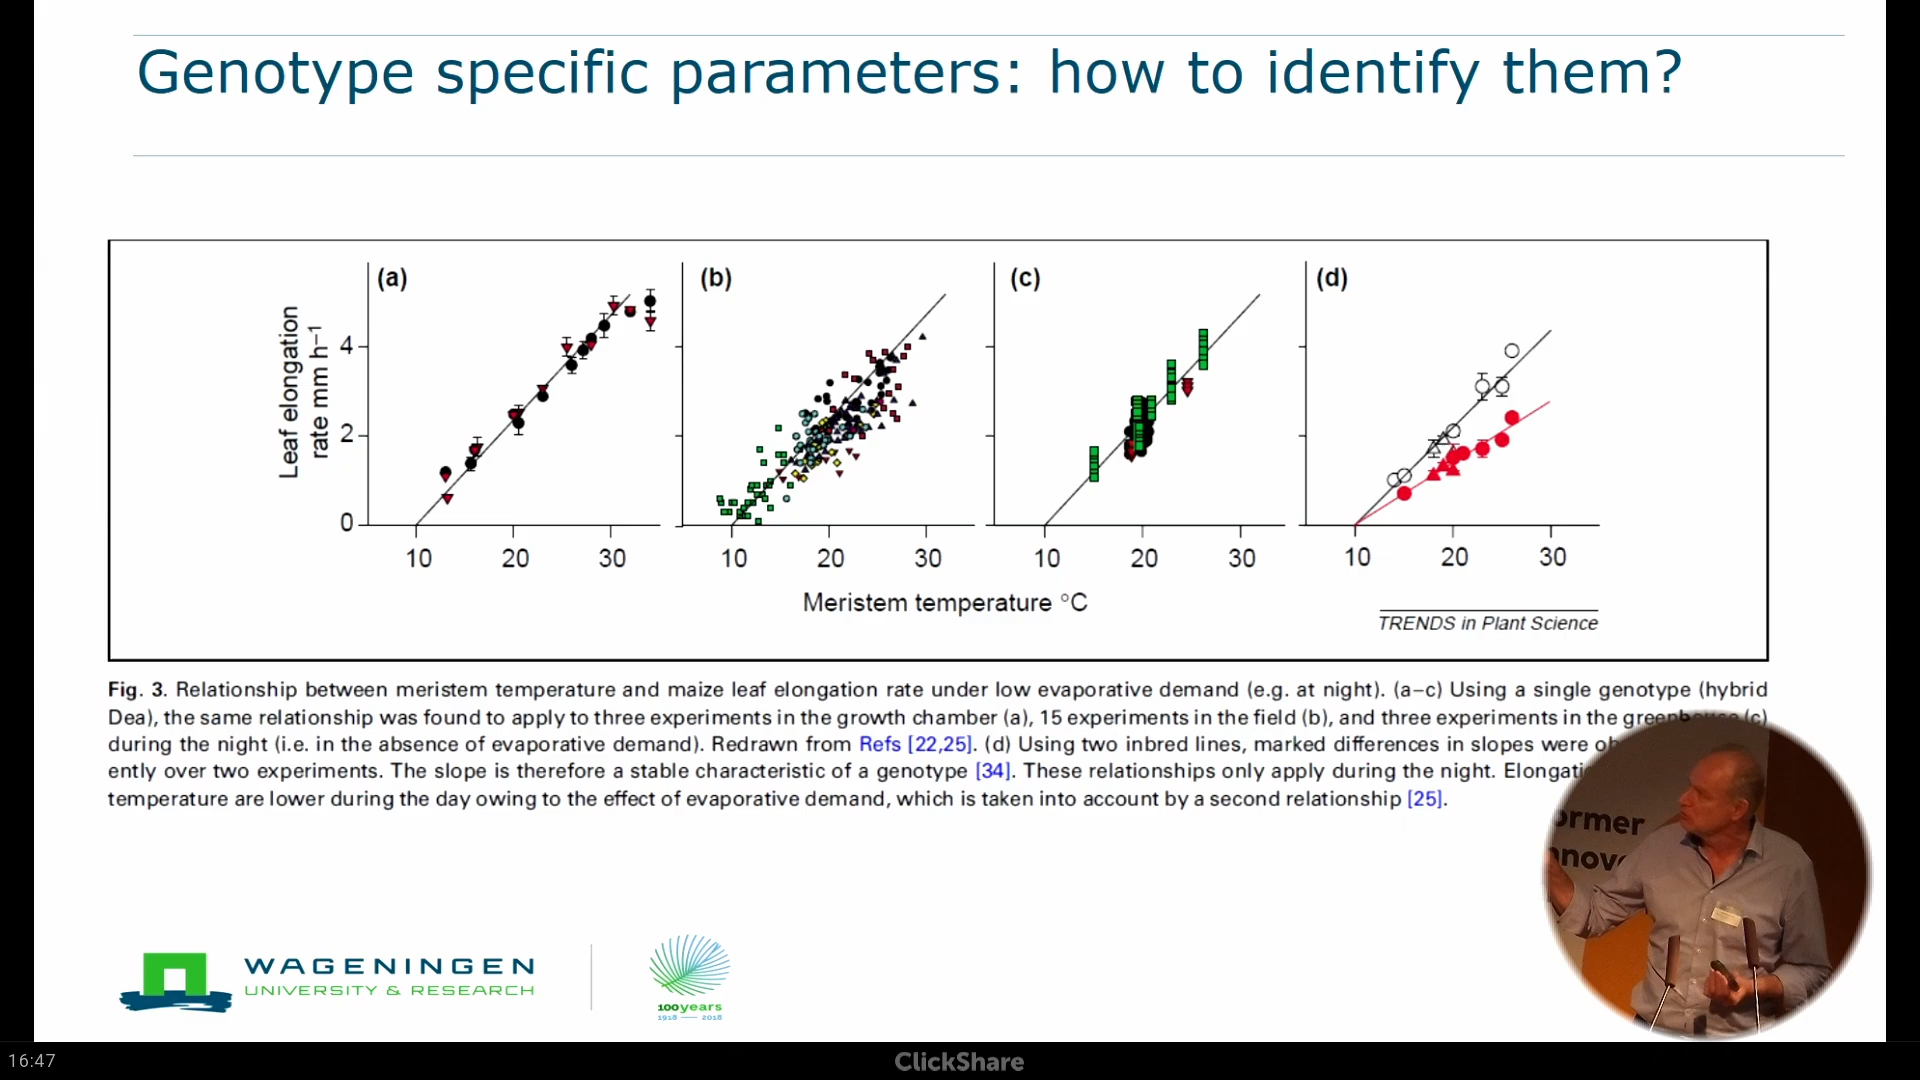 Genotype specific parameters: how to identify them?
(a)
(b)
(c)
(d)
Leaf elongation
rate mm h⁻¹
4
2
0
10 20 30
10 20 30
10 20 30
10 20 30
Meristem temperature °C
TRENDS in Plant Science
Fig. 3. Relationship between meristem temperature and maize leaf elongation rate under low evaporative demand (e.g. at night). (a–c) Using a single genotype (hybrid
Dea), the same relationship was found to apply to three experiments in the growth chamber (a), 15 experiments in the field (b), and three experiments in the greenhouse (c)
during the night (i.e. in the absence of evaporative demand). Redrawn from Refs [22,25]. (d) Using two inbred lines, marked differences in slopes were
ently over two experiments. The slope is therefore a stable characteristic of a genotype [34]. These relationships only apply during the night.
temperature are lower during the day owing to the effect of evaporative demand, which is taken into account by a second relationship [25].
WAGENINGEN
UNIVERSITY & RESEARCH
100years
1918 — 2018
16:47
ClickShare